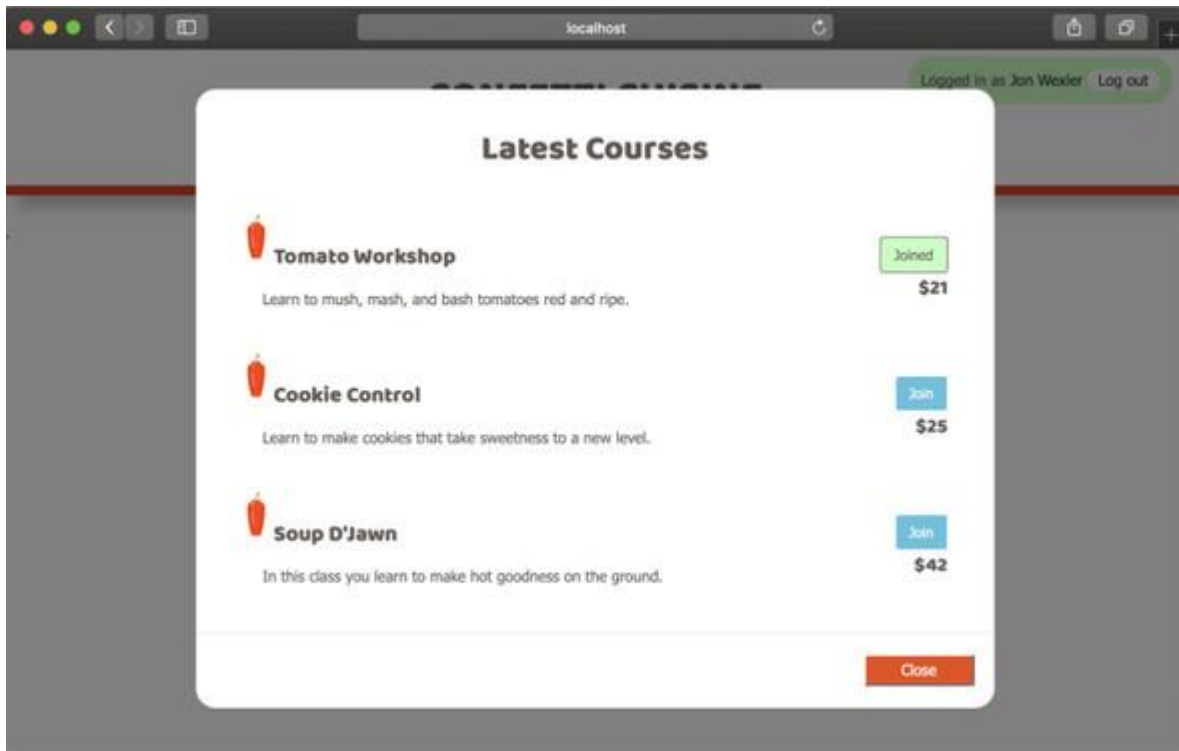 localhost
Logged in as Jon Wexler Log out
Latest Courses
Tomato Workshop
Joined
$21
Learn to mush, mash, and bash tomatoes red and ripe.
Cookie Control
Join
$25
Learn to make cookies that take sweetness to a new level.
Soup D'Jawn
Join
$42
In this class you learn to make hot goodness on the ground.
Close